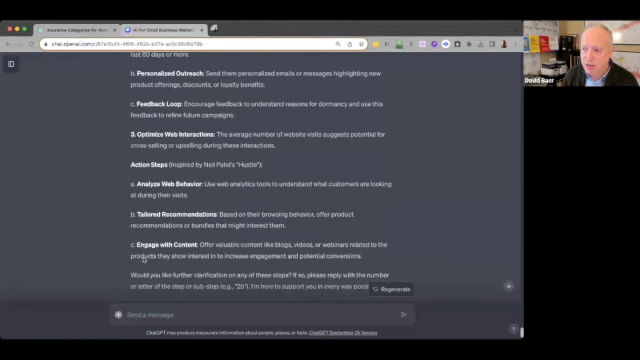 Insurance Categories for Acn
AI For Small Business Market
last 60 days or more.
b. Personalized Outreach: Send them personalized emails or messages highlighting new
product offerings, discounts, or loyalty benefits.
c. Feedback Loop: Encourage feedback to understand reasons for dormancy and use this
feedback to refine future campaigns.
3. Optimize Web Interactions: The average number of website visits suggests potential for
cross-selling or upselling during these interactions.
Action Steps (Inspired by Neil Patel's "Hustle"):
a. Analyze Web Behavior: Use web analytics tools to understand what customers are looking
at during their visits.
b. Tailored Recommendations: Based on their browsing behavior, offer product
recommendations or bundles that might interest them.
c. Engage with Content: Offer valuable content like blogs, videos, or webinars related to the
products they show interest in to increase engagement and potential conversions.
Would you like further clarification on any of these steps? If so, please reply with the number
or letter of the step or sub-step (e.g., I'm here to support you in every way
Regenerate
Send a message
ChatGPT may produce inaccurate information about people, places, or facts. ChatGPT September 25 Version
David Baer